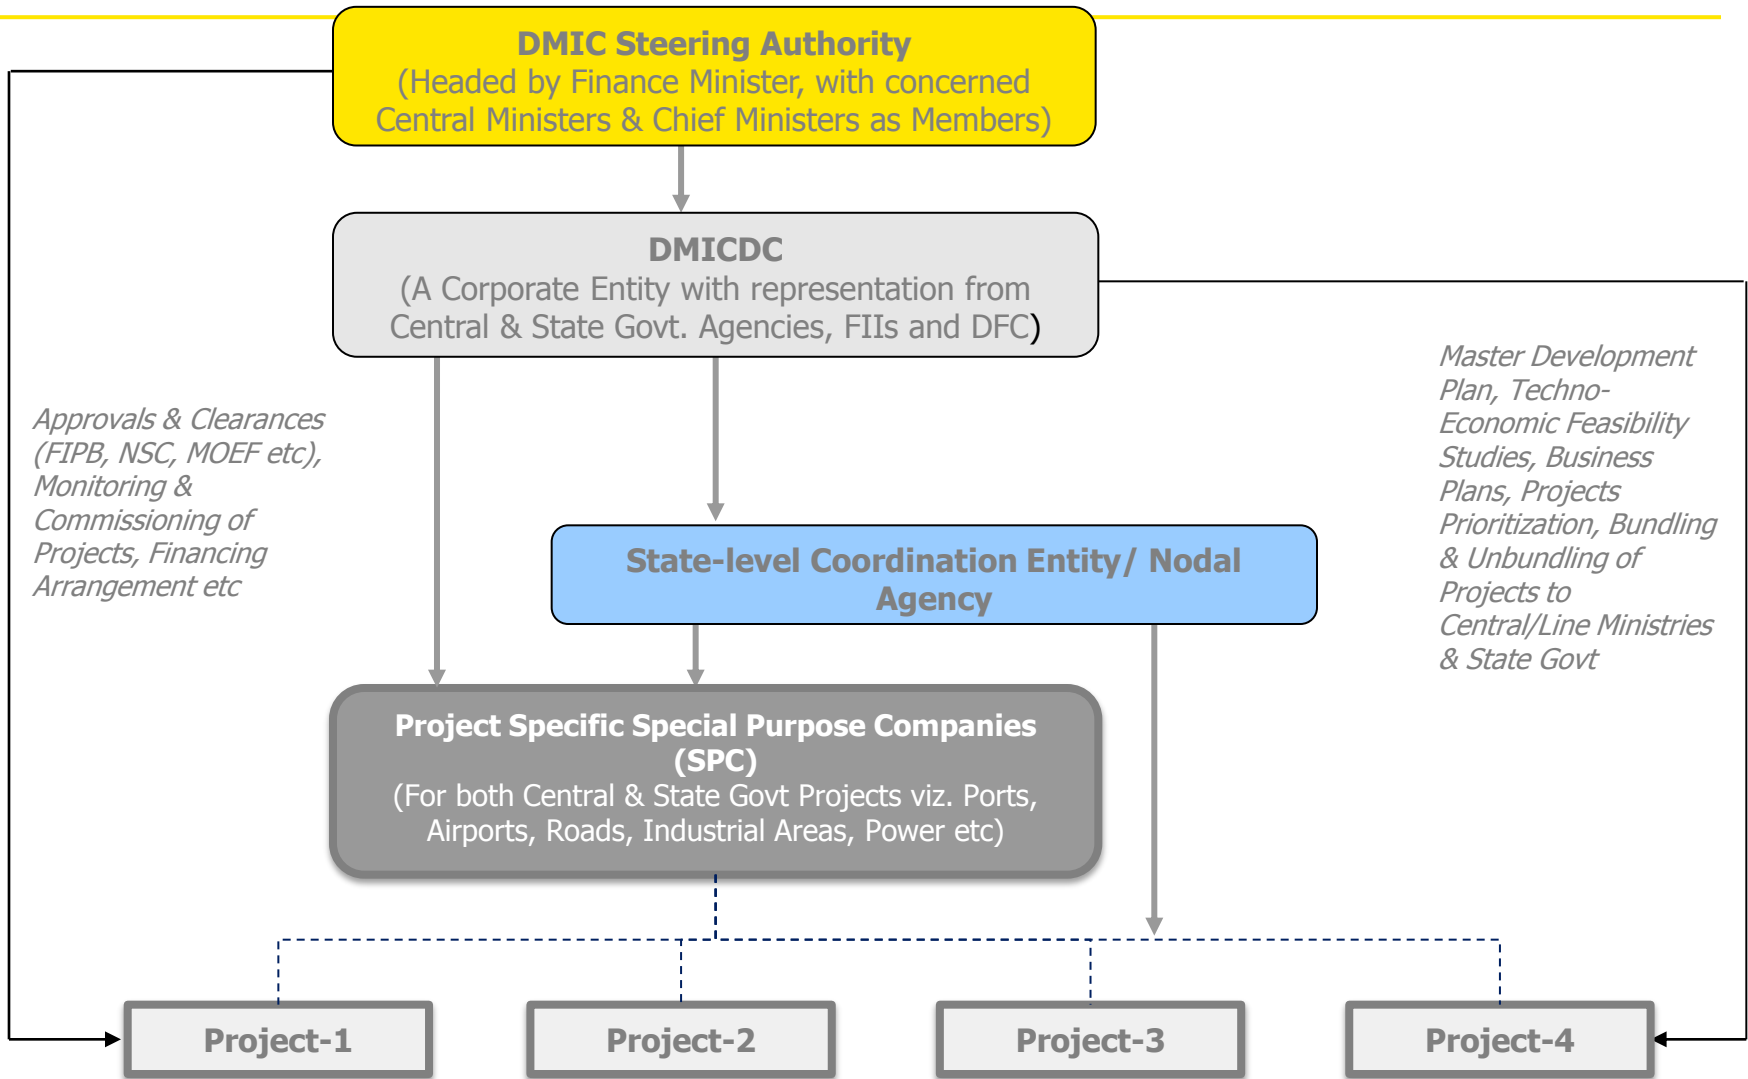 DMIC Steering Authority
(Headed by Finance Minister, with concerned
Central Ministers & Chief Ministers as Members)
DMICDC
(A Corporate Entity with representation from
Central & State Govt. Agencies, FIIs and DFC)
Approvals & Clearances
(FIPB, NSC, MOEF etc),
Monitoring &
Commissioning of
Projects, Financing
Arrangement etc
Master Development
Plan, Techno-
Economic Feasibility
Studies, Business
Plans, Projects
Prioritization, Bundling
& Unbundling of
Projects to
Central/Line Ministries
& State Govt
State-level Coordination Entity/ Nodal
Agency
Project Specific Special Purpose Companies
(SPC)
(For both Central & State Govt Projects viz. Ports,
Airports, Roads, Industrial Areas, Power etc)
Project-1
Project-2
Project-3
Project-4